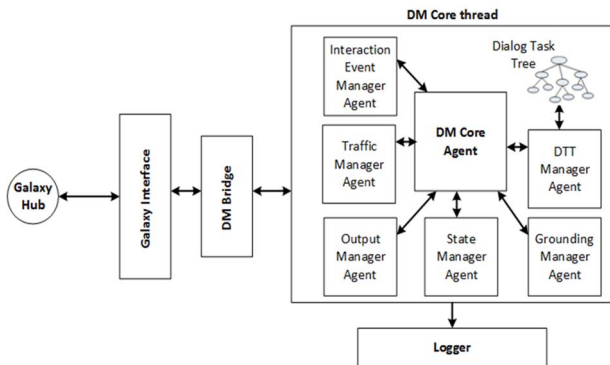 DM Core thread
Interaction
Event Manager
Agent
Dialog Task
Tree
DM Core
Agent
Traffic
Manager
Agent
DTT
Manager
Agent
Galaxy
Hub
Galaxy Interface
DM Bridge
Output
Manager
Agent
State
Manager
Agent
Grounding
Manager
Agent
Logger